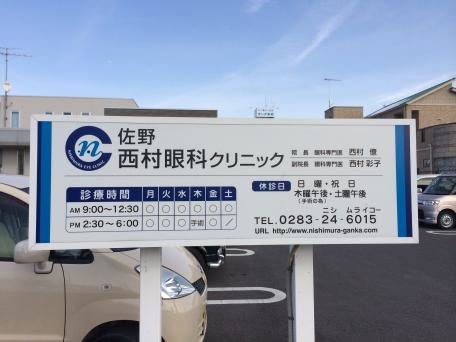 佐野
西村眼科クリニック
院 長 眼科専門医 西村 僚
副院長 眼科専門医 西村 彩子
n
NISHIMURA EYE CLINIC
診療時間 月 火 水 木 金 土
AM 9:00~12:30 ○ ○ ○ ○ ○ ○
PM 2:30~6:00 ○ ○ ○ 手術 ○ ／
休診日 日 曜・祝 日
木曜午後・土曜午後
(手術の為)
ニシ ムライコー
TEL.0283-24-6015
URL http://www.nishimura-ganka.com/